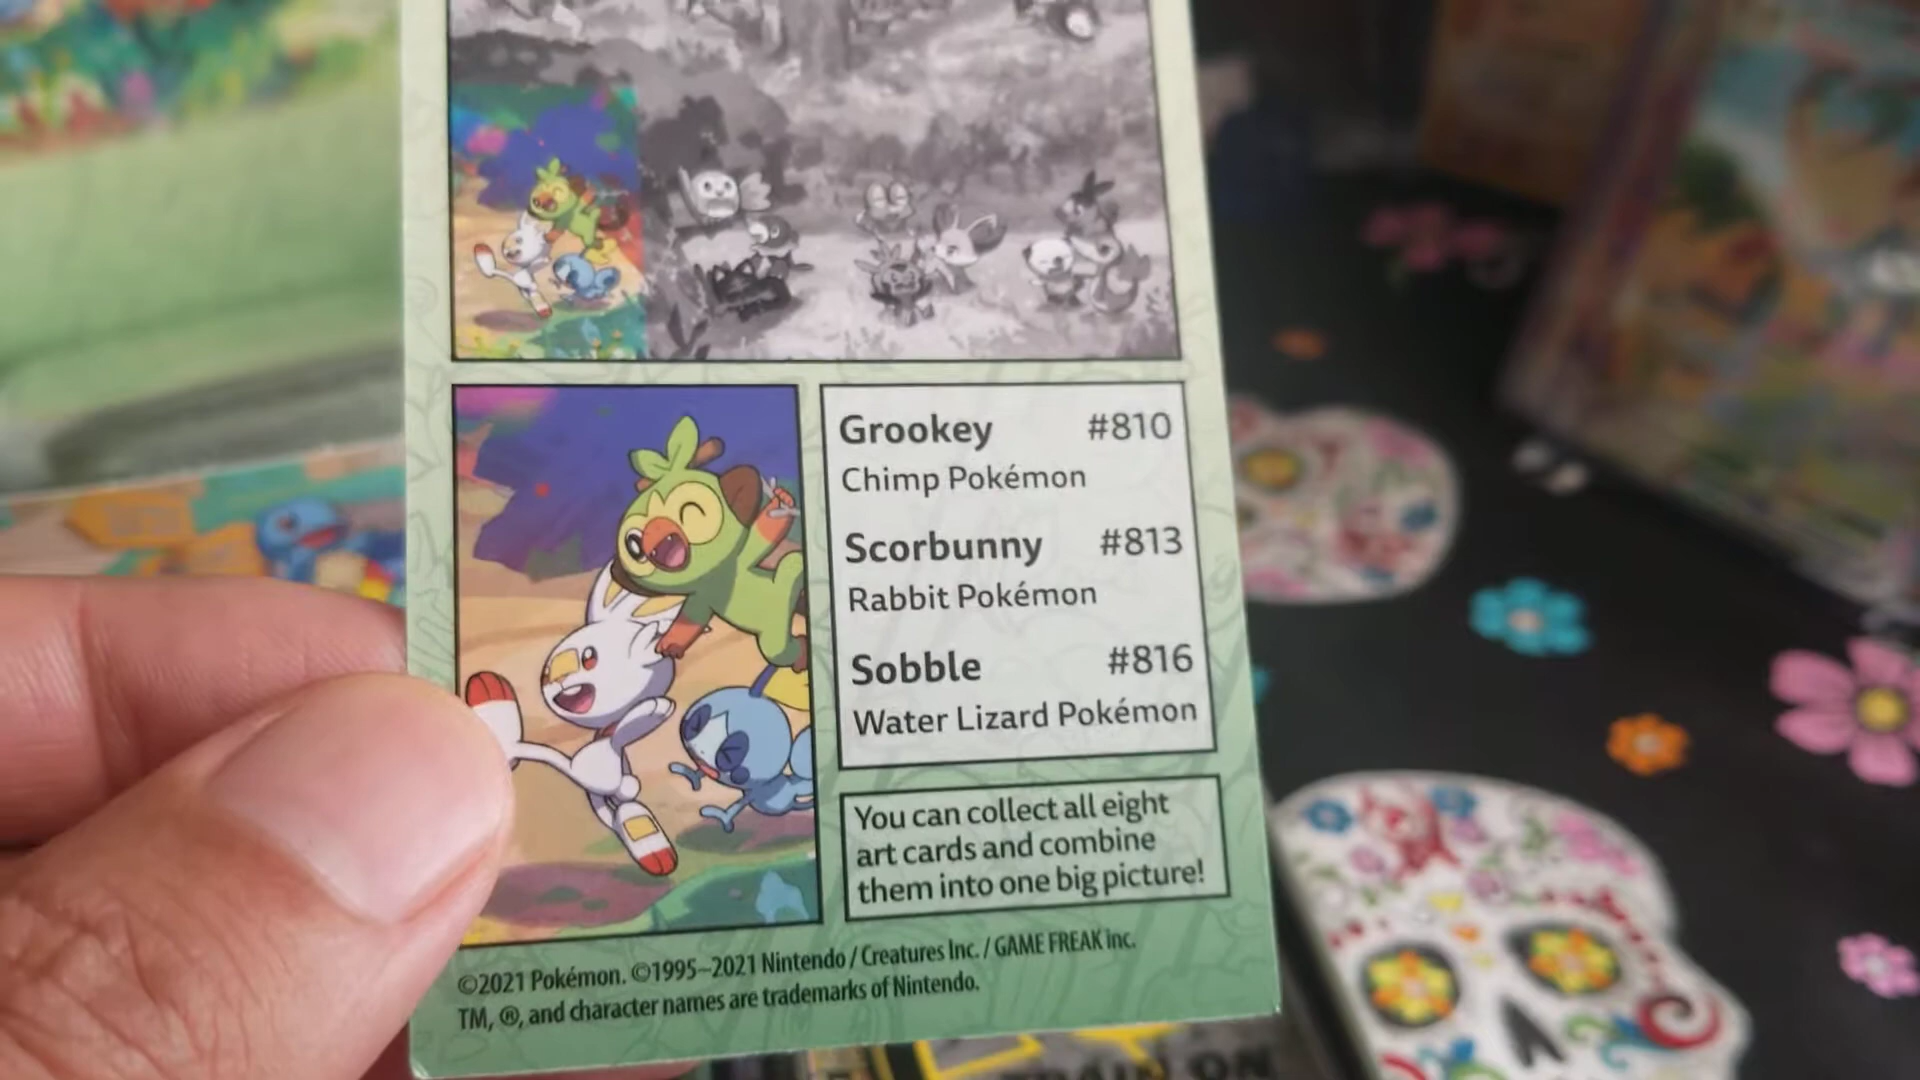 Grookey #810
Chimp Pokémon
Scorbunny #813
Rabbit Pokémon
Sobble #816
Water Lizard Pokémon
You can collect all eight
art cards and combine
them into one big picture!
©2021 Pokémon. ©1995–2021 Nintendo / Creatures Inc. / GAME FREAK inc.
TM, ®, and character names are trademarks of Nintendo.
ON